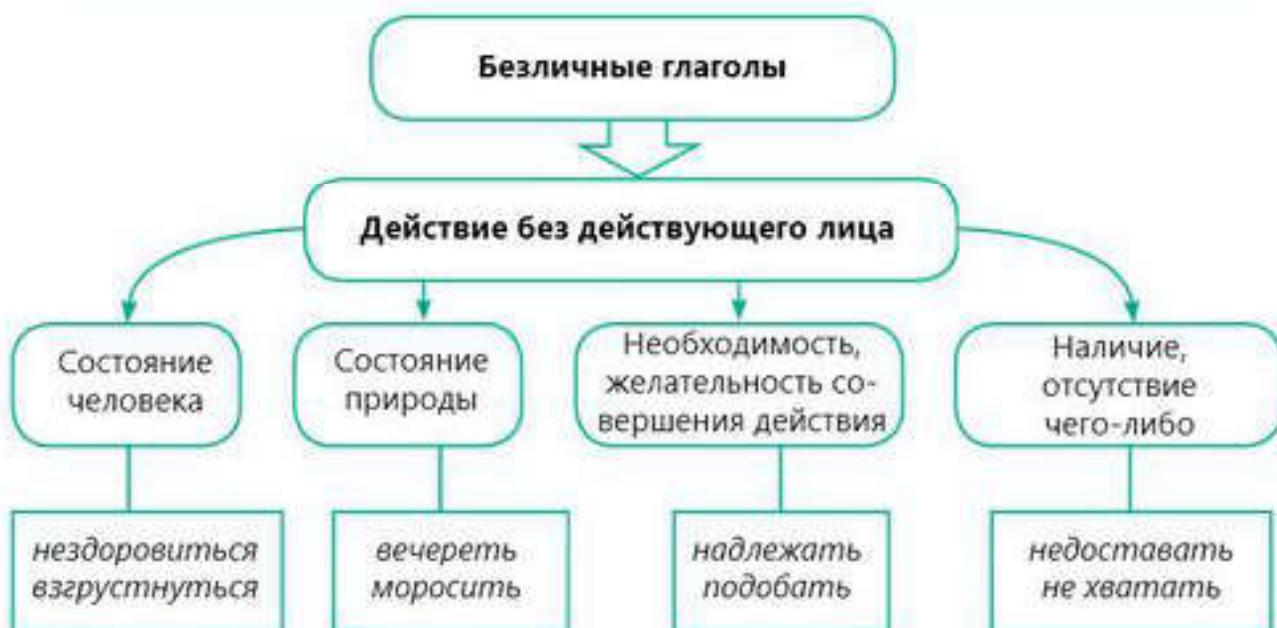 Безличные глаголы
Действие без действующего лица
Состояние
человека
Состояние
природы
Необходимость,
желательность со-
вершения действия
Наличие,
отсутствие
чего-либо
нездоровиться
взгрустнуться
вечереть
моросить
надлежать
подобать
недоставать
не хватать